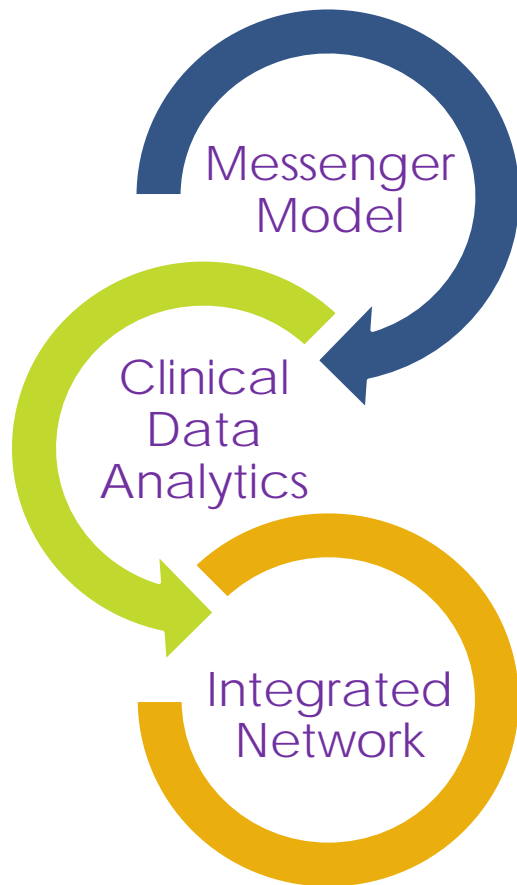 Messenger
Model
Clinical
Data
Analytics
Integrated
Network